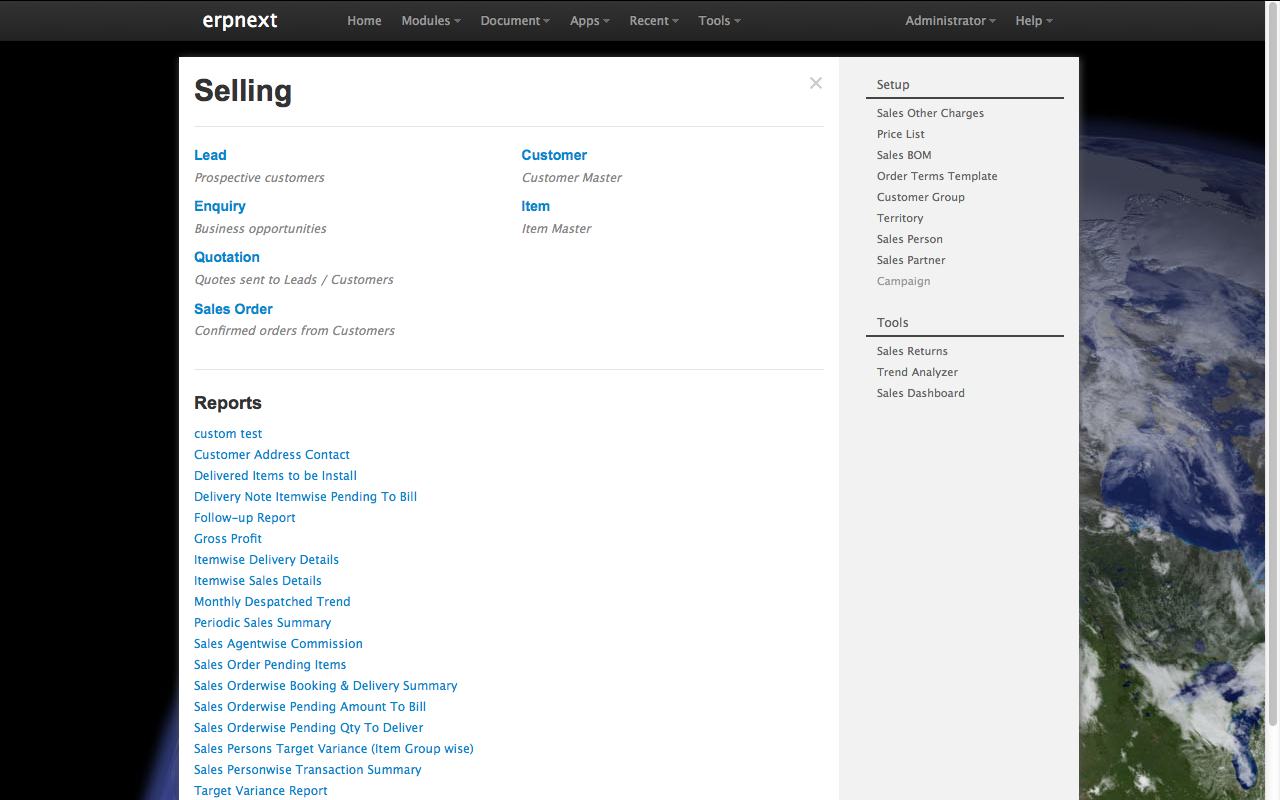 erpnext Home Modules Document Apps Recent Tools Administrator Help
Selling
×
Lead
Prospective customers
Enquiry
Business opportunities
Quotation
Quotes sent to Leads / Customers
Sales Order
Confirmed orders from Customers
Customer
Customer Master
Item
Item Master
Reports
custom test
Customer Address Contact
Delivered Items to be Install
Delivery Note Itemwise Pending To Bill
Follow-up Report
Gross Profit
Itemwise Delivery Details
Itemwise Sales Details
Monthly Despatched Trend
Periodic Sales Summary
Sales Agentwise Commission
Sales Order Pending Items
Sales Orderwise Booking & Delivery Summary
Sales Orderwise Pending Amount To Bill
Sales Orderwise Pending Qty To Deliver
Sales Persons Target Variance (Item Group wise)
Sales Personwise Transaction Summary
Target Variance Report
Setup
Sales Other Charges
Price List
Sales BOM
Order Terms Template
Customer Group
Territory
Sales Person
Sales Partner
Campaign
Tools
Sales Returns
Trend Analyzer
Sales Dashboard